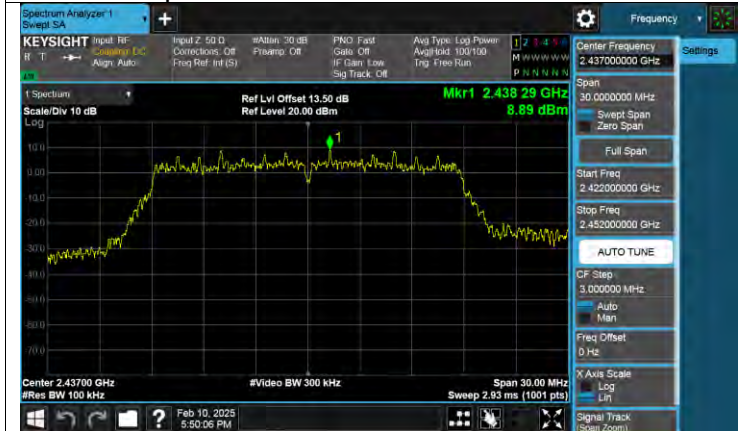 Spectrum Analyzer 1
Swept SA
+
Frequency
KEYSIGHT
R T
Input: RF
Coupling: DC
Align: Auto
Input Z: 50 Ω
Corrections: Off
Freq Ref: Int (S)
#Atten: 30 dB
Preamp: Off
PNO: Fast
Gate: Off
IF Gain: Low
Sig Track: Off
Avg Type: Log-Power
Avg|Hold: 100/100
Trig: Free Run
1 2 3 4 5 6
M W W W W W
P N N N N N
1 Spectrum
Scale/Div 10 dB
Log
Ref Lvl Offset 13.50 dB
Ref Level 20.00 dBm
Mkr1 2.438 29 GHz
8.89 dBm
1
10.0
0.00
-10.0
-20.0
-30.0
-40.0
-50.0
-60.0
-70.0
Center 2.43700 GHz
#Res BW 100 kHz
#Video BW 300 kHz
Span 30.00 MHz
Sweep 2.93 ms (1001 pts)
?
Feb 10, 2025
5:50:06 PM
Center Frequency
2.437000000 GHz
Settings
Span
30.0000000 MHz
Swept Span
Zero Span
Full Span
Start Freq
2.422000000 GHz
Stop Freq
2.452000000 GHz
AUTO TUNE
CF Step
3.000000 MHz
Auto
Man
Freq Offset
0 Hz
X Axis Scale
Log
Lin
Signal Track
(Span Zoom)